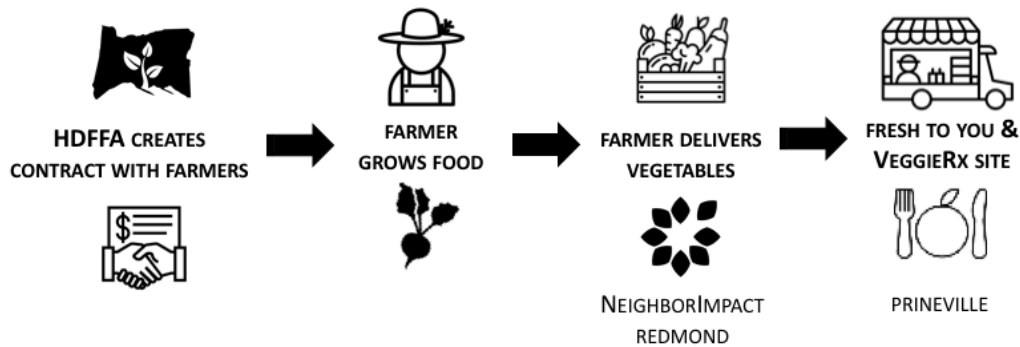 HDFFA CREATES
CONTRACT WITH FARMERS
FARMER
GROWS FOOD
FARMER DELIVERS
VEGETABLES
FRESH TO YOU &
VEGGIERX SITE
$
NEIGHBORIMPACT
REDMOND
PRINEVILLE